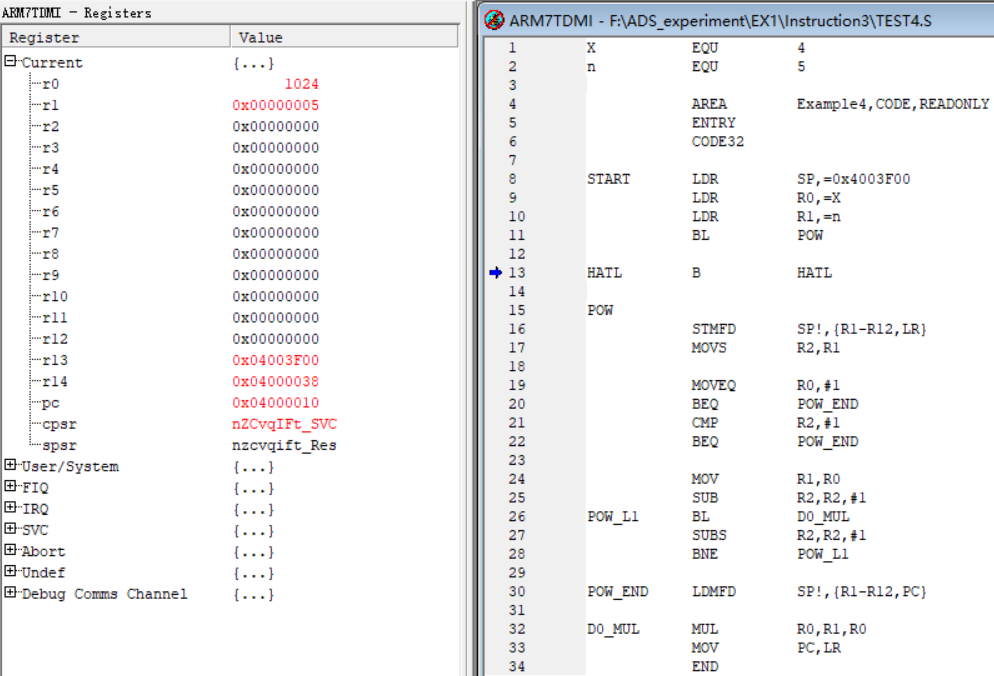 ARM7TDMI - Registers
Register Value
Current {...}
r0 1024
r1 0x00000005
r2 0x00000000
r3 0x00000000
r4 0x00000000
r5 0x00000000
r6 0x00000000
r7 0x00000000
r8 0x00000000
r9 0x00000000
r10 0x00000000
r11 0x00000000
r12 0x00000000
r13 0x04003F00
r14 0x04000038
pc 0x04000010
cpsr nZCvqIFt_SVC
spsr nzcvqift_Res
User/System {...}
FIQ {...}
IRQ {...}
SVC {...}
Abort {...}
Undef {...}
Debug Comms Channel {...}
ARM7TDMI - F:\ADS_experiment\EX1\Instruction3\TEST4.S
1 X EQU 4
2 n EQU 5
3
4 AREA Example4,CODE,READONLY
5 ENTRY
6 CODE32
7
8 START LDR SP,=0x4003F00
9 LDR R0,=X
10 LDR R1,=n
11 BL POW
12
13 HATL B HATL
14
15 POW
16 STMFD SP!,{R1-R12,LR}
17 MOVS R2,R1
18
19 MOVEQ R0,#1
20 BEQ POW_END
21 CMP R2,#1
22 BEQ POW_END
23
24 MOV R1,R0
25 SUB R2,R2,#1
26 POW_L1 BL DO_MUL
27 SUBS R2,R2,#1
28 BNE POW_L1
29
30 POW_END LDMFD SP!,{R1-R12,PC}
31
32 DO_MUL MUL R0,R1,R0
33 MOV PC,LR
34 END